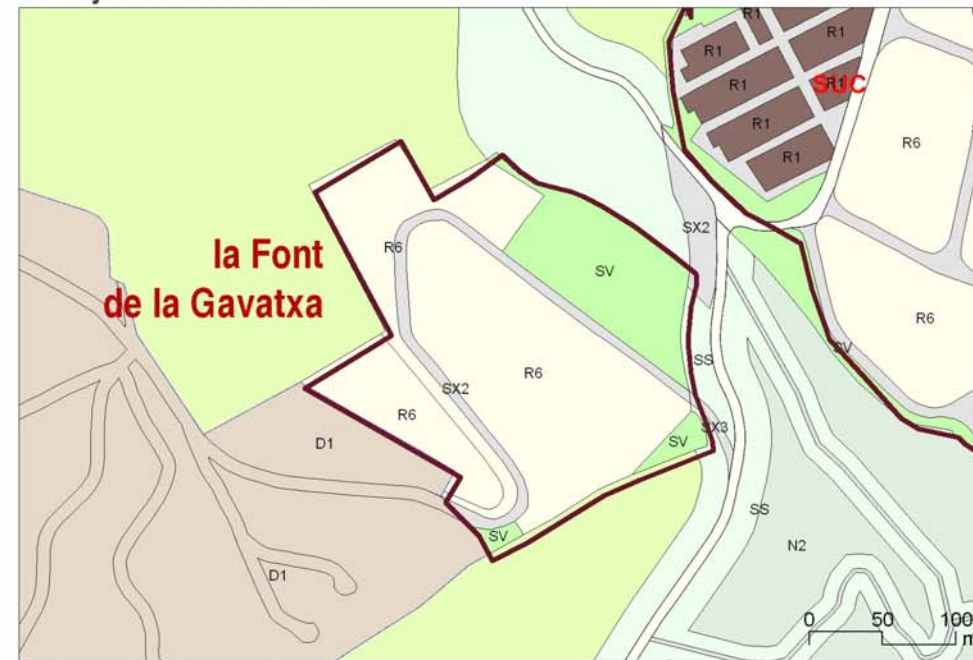 R1
R1
R1
R1
SUC
R1
R1
R1
R6
SX2
la Font
de la Gavatxa
R6
SV
R6
SV
SS
R6
SX2
R6
SX3
D1
SV
SS
SV
N2
D1
0 50 100
m